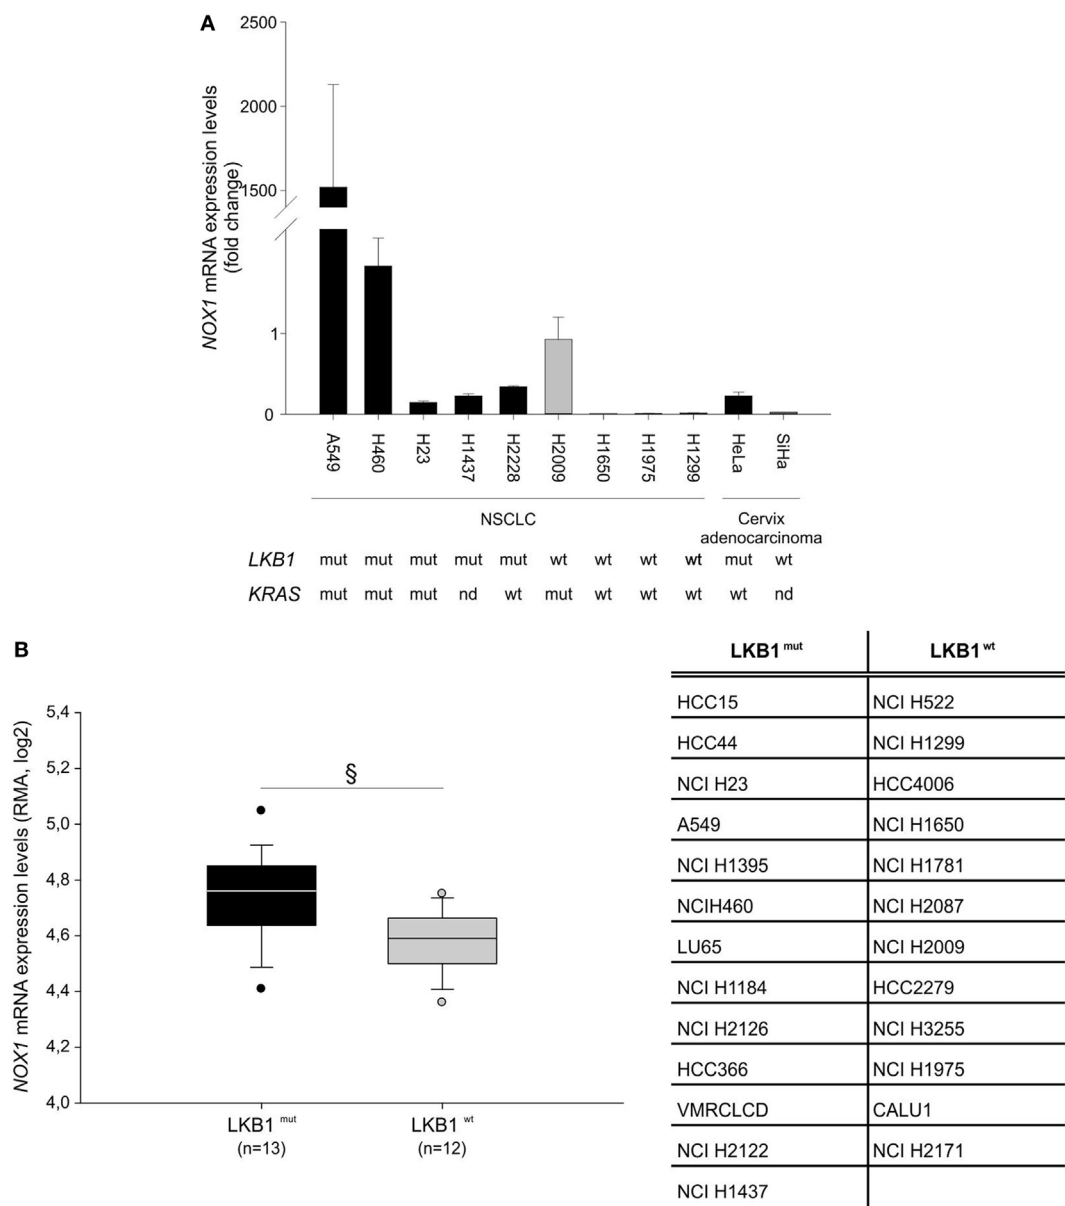 A
NOX1 mRNA expression levels
(fold change)
2500
2000
1500
1
0
A549 H460 H23 H1437 H2228 H2009 H1650 H1975 H1299 HeLa SiHa
NSCLC Cervix
adenocarcinoma
LKB1 mut mut mut mut mut wt wt wt wt mut wt
KRAS mut mut mut nd wt mut wt wt wt wt nd
B
NOX1 mRNA expression levels (RMA, log2)
5,4
5,2
5,0
4,8
4,6
4,4
4,2
4,0
§
LKB1 mut LKB1 wt
(n=13) (n=12)
LKB1 mut LKB1 wt
HCC15 NCI H522
HCC44 NCI H1299
NCI H23 HCC4006
A549 NCI H1650
NCI H1395 NCI H1781
NCIH460 NCI H2087
LU65 NCI H2009
NCI H1184 HCC2279
NCI H2126 NCI H3255
HCC366 NCI H1975
VMRCLCD CALU1
NCI H2122 NCI H2171
NCI H1437